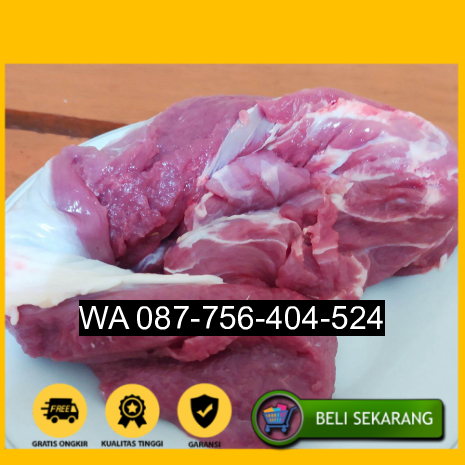 WA 087-756-404-524
FREE
GRATIS ONGKIR
KUALITAS TINGGI
GARANSI
BELI SEKARANG